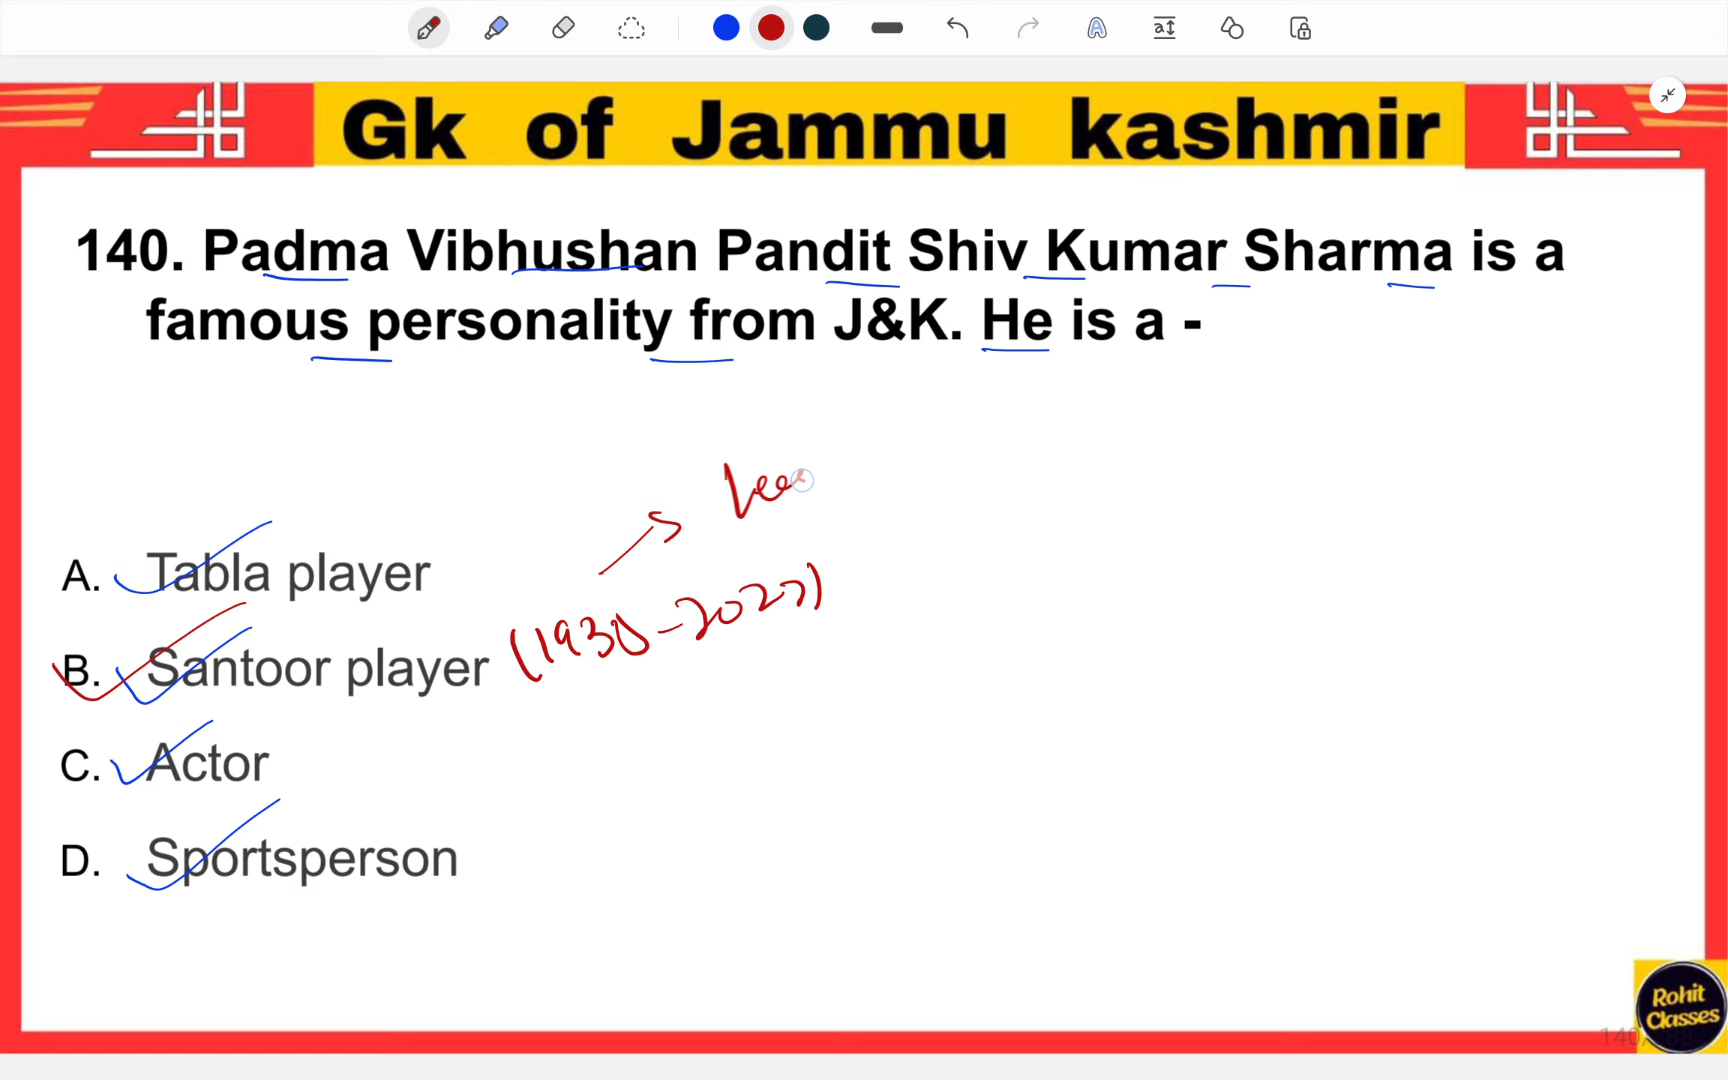 Gk of Jammu kashmir
140. Padma Vibhushan Pandit Shiv Kumar Sharma is a
famous personality from J&K. He is a -
A. Tabla player
B. Santoor player (1938-2022)
C. Actor
D. Sportsperson
Rohit
Classes